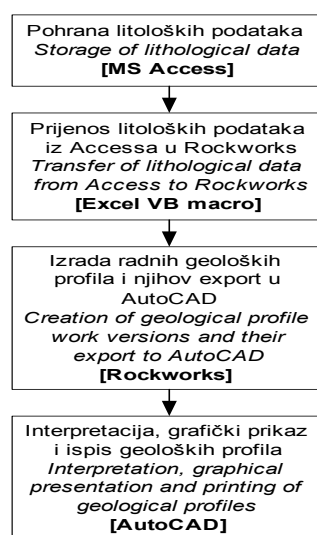 Pohrana litoloških podataka
Storage of lithological data
[MS Access]
Prijenos litoloških podataka
iz Accessa u Rockworks
Transfer of lithological data
from Access to Rockworks
[Excel VB macro]
Izrada radnih geoloških
profila i njihov export u
AutoCAD
Creation of geological profile
work versions and their
export to AutoCAD
[Rockworks]
Interpretacija, grafički prikaz
i ispis geoloških profila
Interpretation, graphical
presentation and printing of
geological profiles
[AutoCAD]